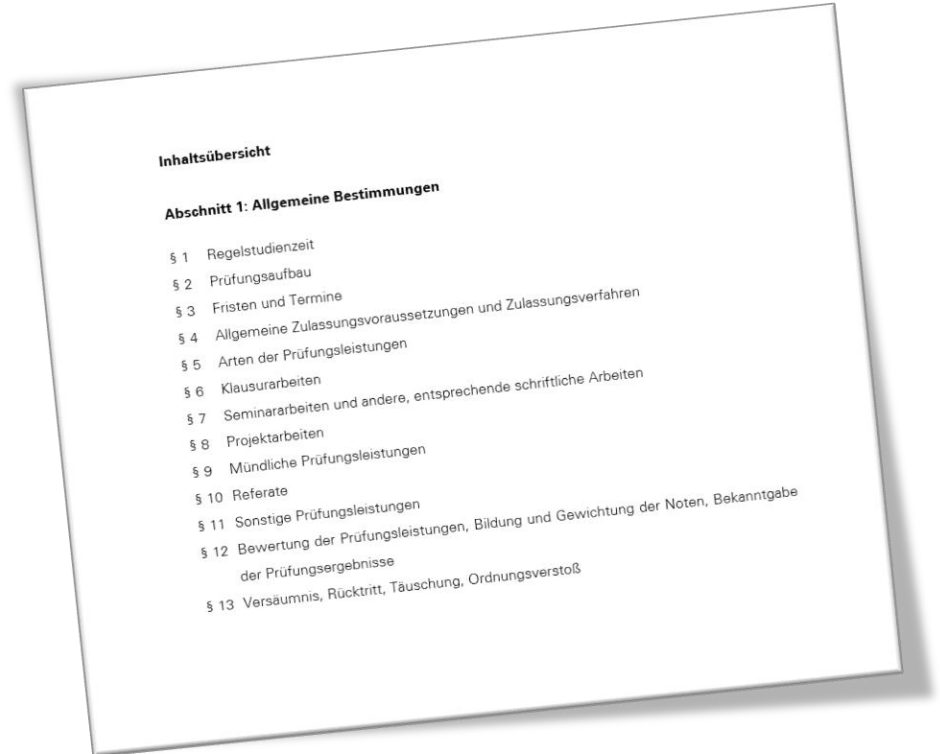 Inhaltsübersicht
Abschnitt 1: Allgemeine Bestimmungen
§ 1 Regelstudienzeit
§ 2 Prüfungsaufbau
§ 3 Fristen und Termine
§ 4 Allgemeine Zulassungsvoraussetzungen und Zulassungsverfahren
§ 5 Arten der Prüfungsleistungen
§ 6 Klausurarbeiten
§ 7 Seminararbeiten und andere, entsprechende schriftliche Arbeiten
§ 8 Projektarbeiten
§ 9 Mündliche Prüfungsleistungen
§ 10 Referate
§ 11 Sonstige Prüfungsleistungen
§ 12 Bewertung der Prüfungsleistungen, Bildung und Gewichtung der Noten, Bekanntgabe
der Prüfungsergebnisse
§ 13 Versäumnis, Rücktritt, Täuschung, Ordnungsverstoß